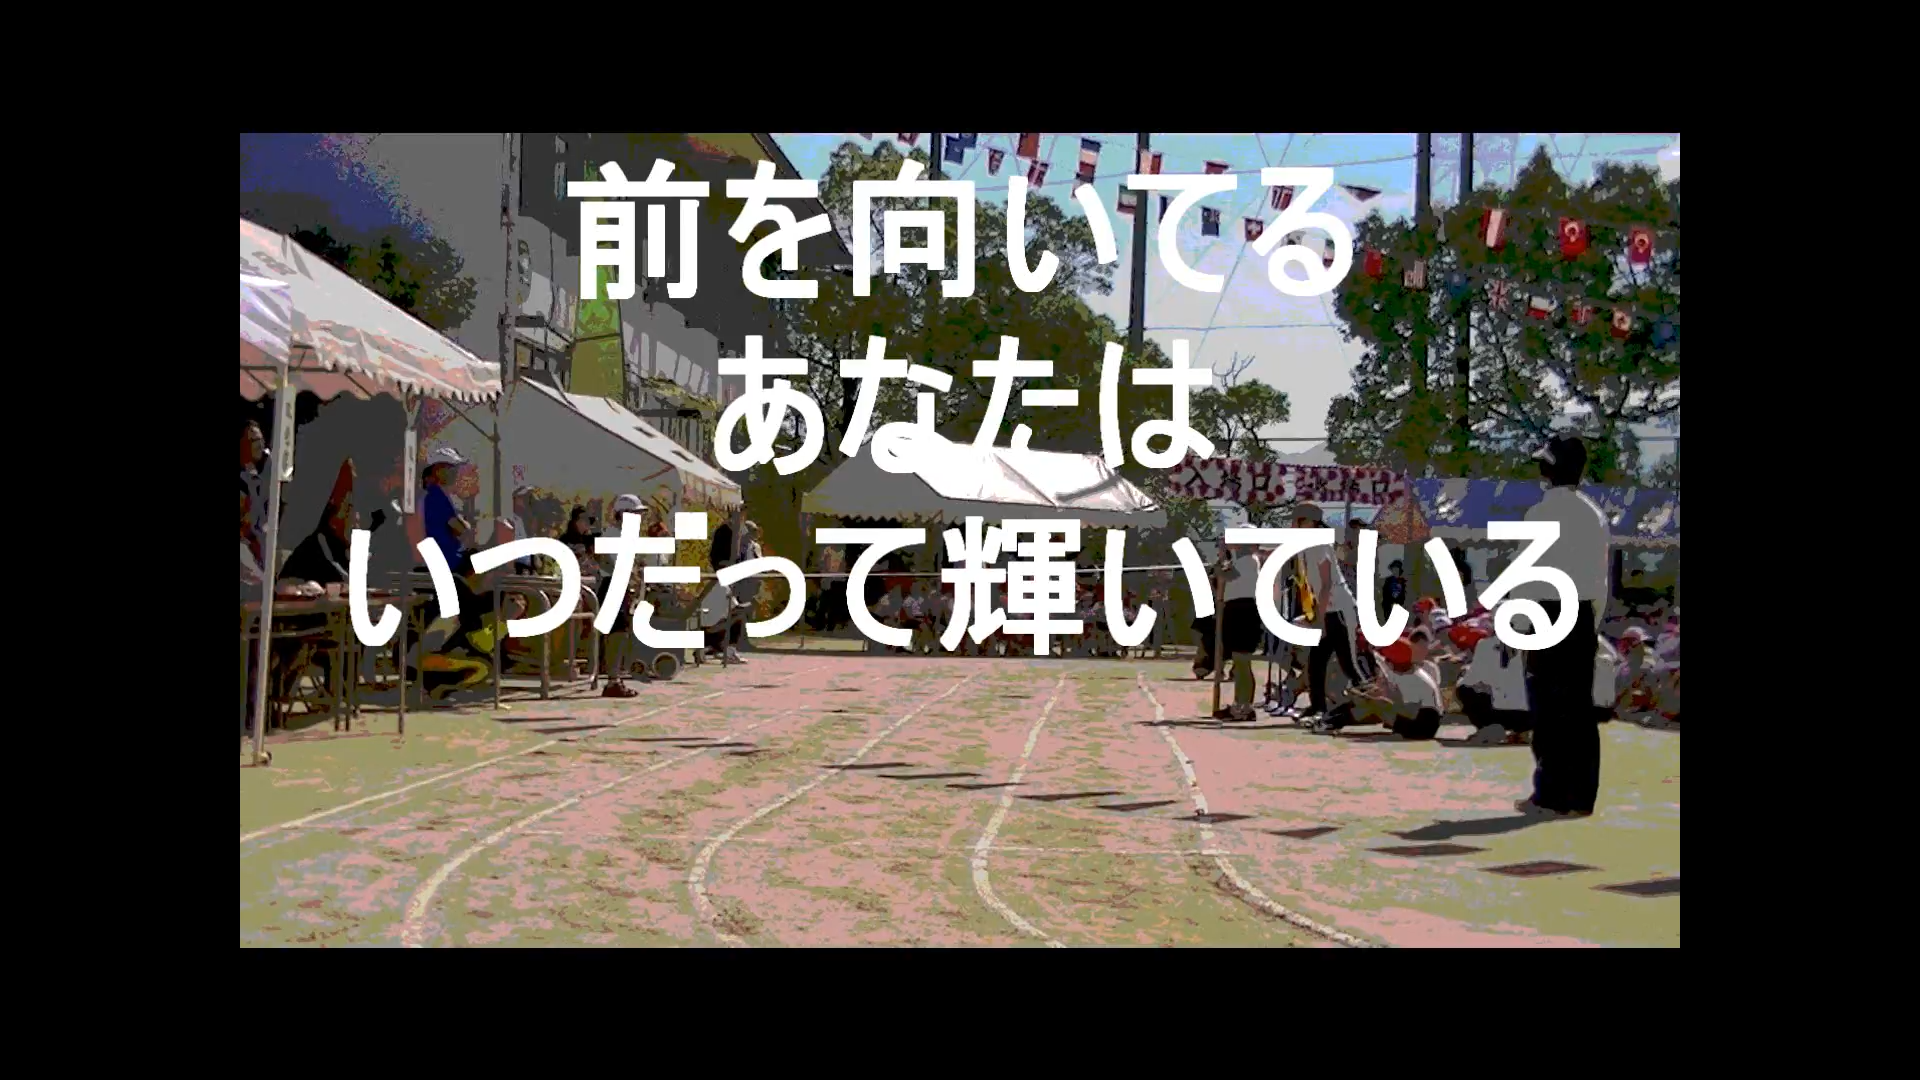 前を向いてる
あなたは
いつだって輝いている